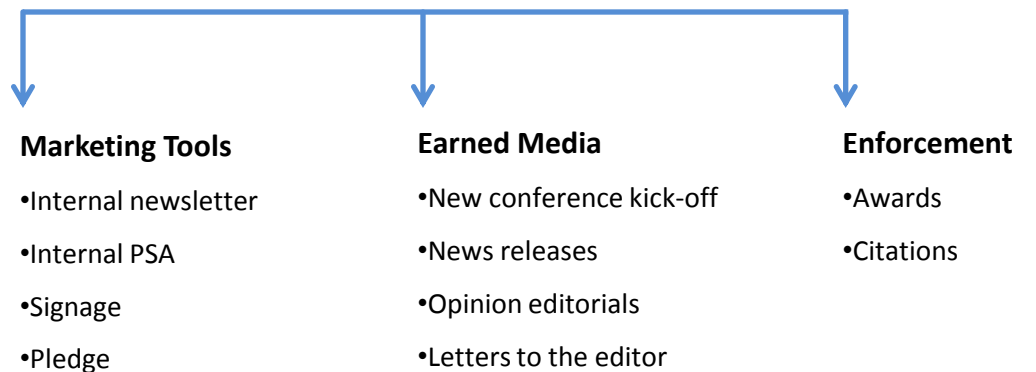 Marketing Tools
•Internal newsletter
•Internal PSA
•Signage
•Pledge
Earned Media
•New conference kick-off
•News releases
•Opinion editorials
•Letters to the editor
Enforcement
•Awards
•Citations